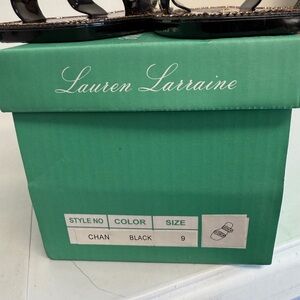 Lauren Larraine
STYLE NO COLOR SIZE
CHAN BLACK 9